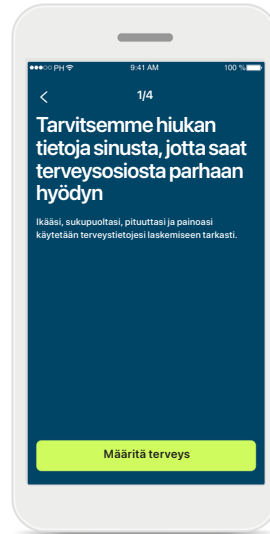 PH 9:41 AM 100 %
1/4
Tarvitsemme hiukan
tietoja sinusta, jotta saat
terveysosiosta parhaan
hyödyn
Ikääsi, sukupuoltasi, pituuttasi ja painoasi
käytetään terveystietojesi laskemiseen tarkasti.
Määritä terveys